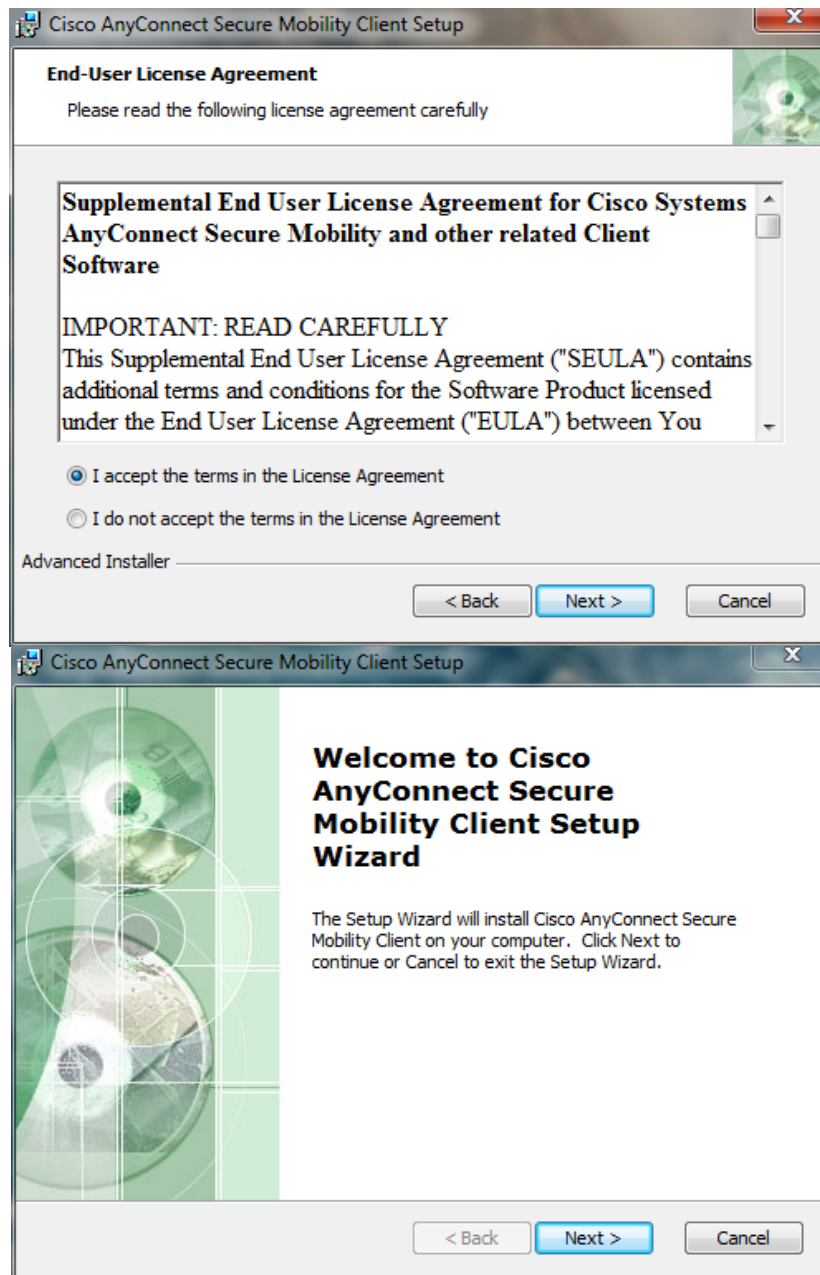 Cisco AnyConnect Secure Mobility Client Setup
End-User License Agreement
Please read the following license agreement carefully
Supplemental End User License Agreement for Cisco Systems
AnyConnect Secure Mobility and other related Client
Software
IMPORTANT: READ CAREFULLY
This Supplemental End User License Agreement ("SEULA") contains
additional terms and conditions for the Software Product licensed
under the End User License Agreement ("EULA") between You
I accept the terms in the License Agreement
I do not accept the terms in the License Agreement
Advanced Installer
< Back Next > Cancel
Cisco AnyConnect Secure Mobility Client Setup
Welcome to Cisco
AnyConnect Secure
Mobility Client Setup
Wizard
The Setup Wizard will install Cisco AnyConnect Secure
Mobility Client on your computer. Click Next to
continue or Cancel to exit the Setup Wizard.
< Back Next > Cancel